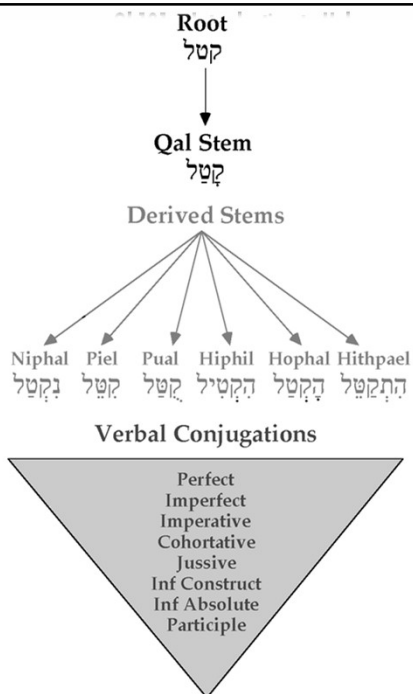 Root
קטל
Qal Stem
קָטַל
Derived Stems
Niphal Piel Pual Hiphil Hophal Hithpael
נִקְטַל קִטֵּל קֻטַּל הִקְטִיל הָקְטַל הִתְקַטֵּל
Verbal Conjugations
Perfect
Imperfect
Imperative
Cohortative
Jussive
Inf Construct
Inf Absolute
Participle